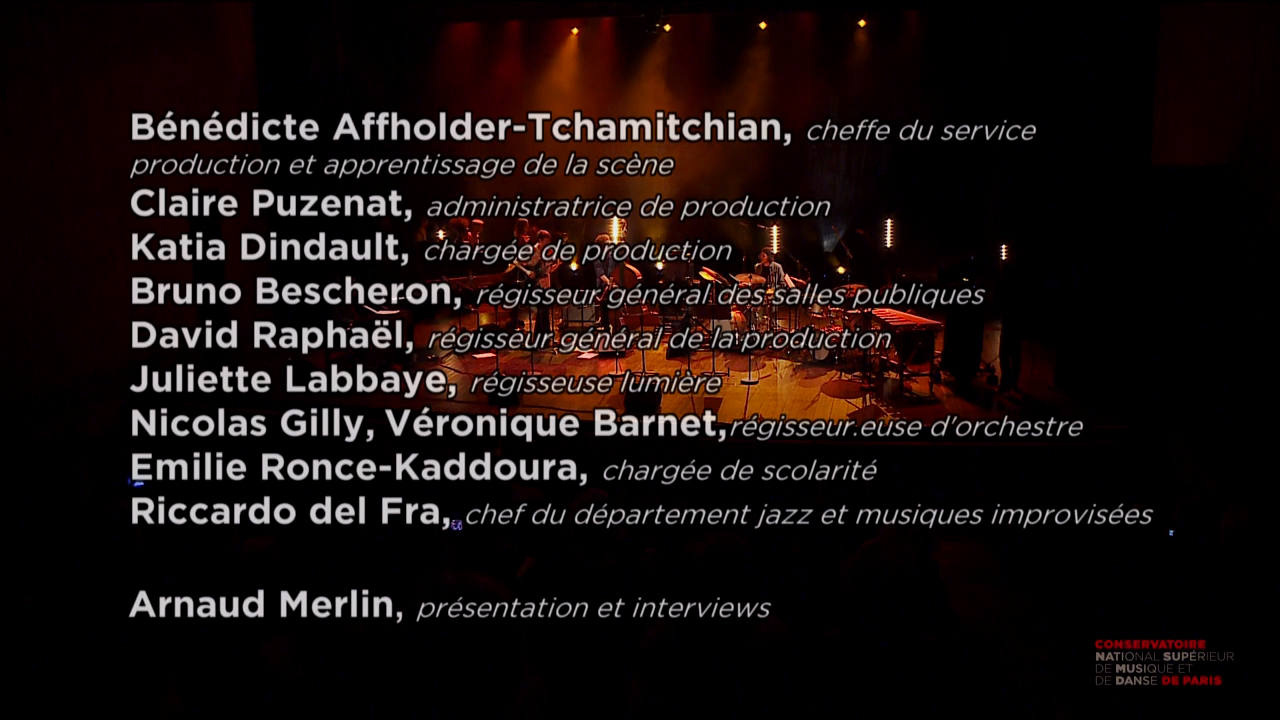 Bénédicte Affholder-Tchamitchian, cheffe du service
production et apprentissage de la scène
Claire Puzenat, administratrice de production
Katia Dindault, chargée de production
Bruno Bescheron, régisseur général des salles publiques
David Raphaël, régisseur général de la production
Juliette Labbaye, régisseuse lumière
Nicolas Gilly, Véronique Barnet,régisseur.euse d'orchestre
Emilie Ronce-Kaddoura, chargée de scolarité
Riccardo del Fra, chef du département jazz et musiques improvisées
Arnaud Merlin, présentation et interviews
CONSERVATOIRE
NATIONAL SUPÉRIEUR
DE MUSIQUE ET
DE DANSE DE PARIS